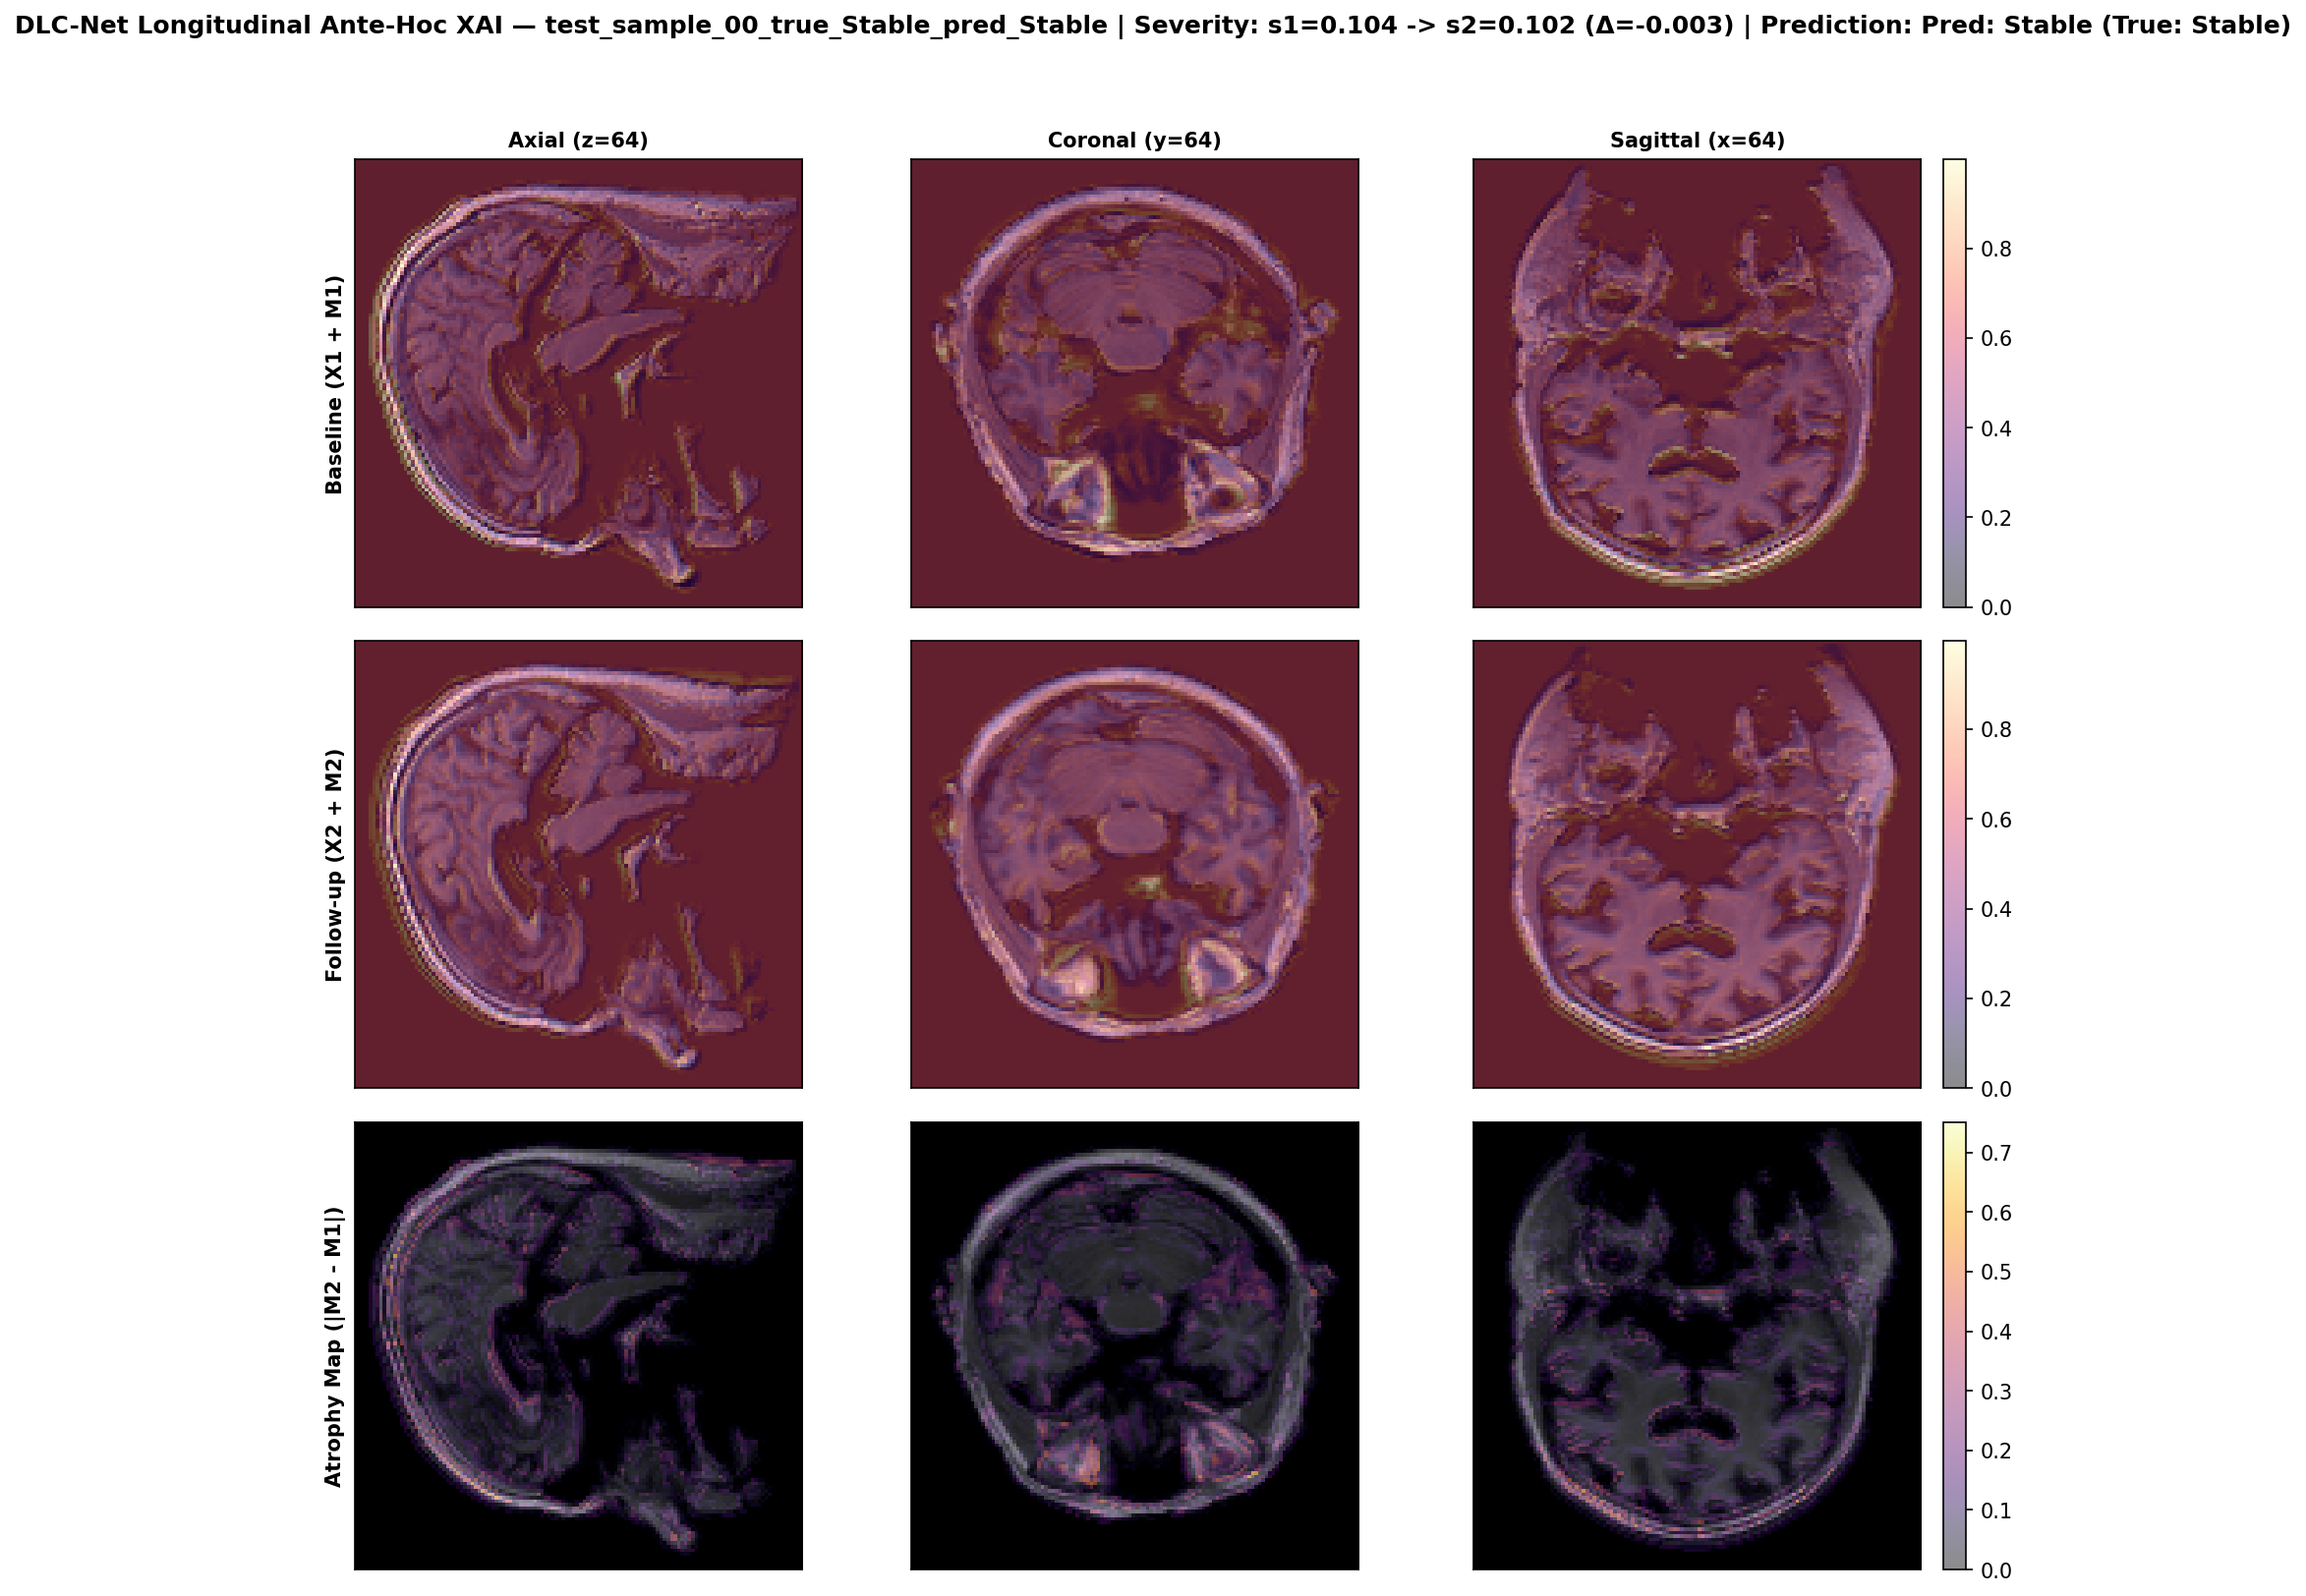 DLC-Net Longitudinal Ante-Hoc XAI — test_sample_00_true_Stable_pred_Stable | Severity: s1=0.104 -> s2=0.102 (Δ=-0.003) | Prediction: Pred: Stable (True: Stable)
Axial (z=64)
Coronal (y=64)
Sagittal (x=64)
Baseline (X1 + M1)
0.8
0.6
0.4
0.2
0.0
Follow-up (X2 + M2)
0.8
0.6
0.4
0.2
0.0
Atrophy Map (|M2 - M1|)
0.7
0.6
0.5
0.4
0.3
0.2
0.1
0.0